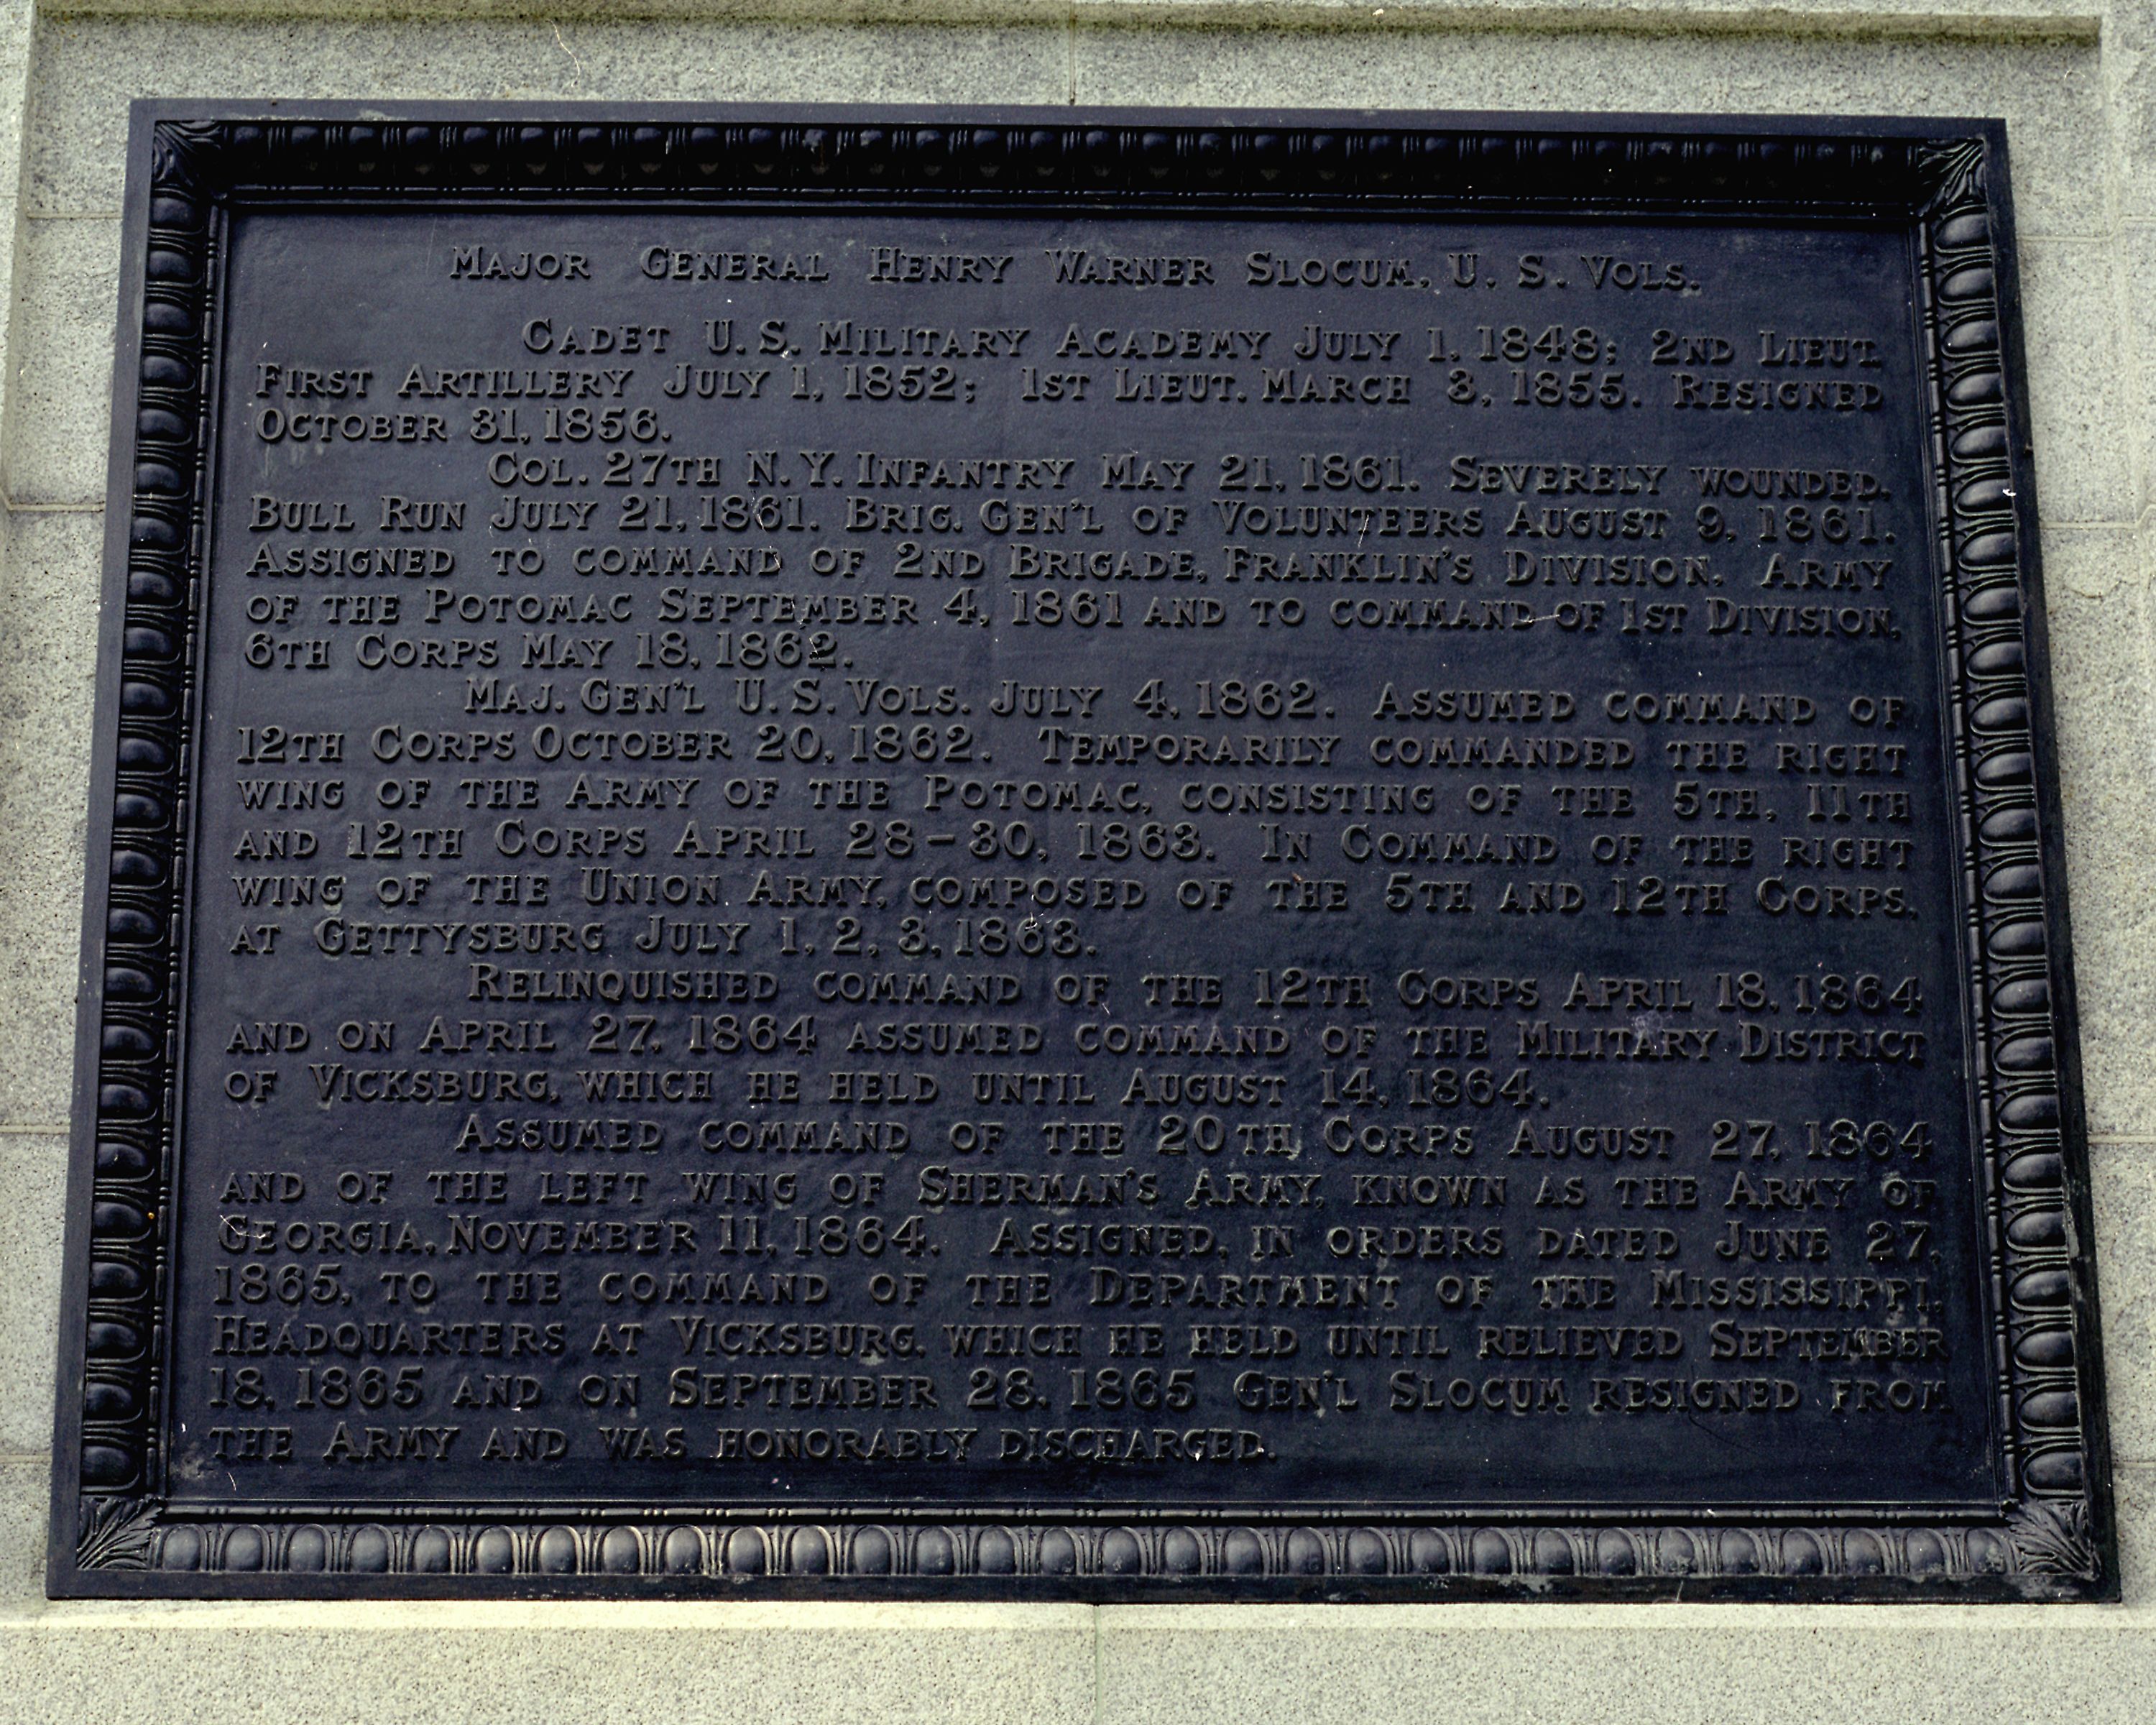 MAJOR GENERAL HENRY WARNER SLOCUM, U. S. VOLS.
CADET U. S. MILITARY ACADEMY JULY 1, 1848; 2ND LIEUT.
FIRST ARTILLERY JULY 1, 1852; 1ST LIEUT. MARCH 3, 1855. RESIGNED
OCTOBER 31, 1856.
COL. 27TH N. Y. INFANTRY MAY 21, 1861. SEVERELY WOUNDED.
BULL RUN JULY 21, 1861. BRIG. GEN'L OF VOLUNTEERS AUGUST 9, 1861.
ASSIGNED TO COMMAND OF 2ND BRIGADE, FRANKLIN'S DIVISION, ARMY
OF THE POTOMAC SEPTEMBER 4, 1861 AND TO COMMAND OF 1ST DIVISION,
6TH CORPS MAY 18, 1862.
MAJ. GEN'L U. S. VOLS. JULY 4, 1862. ASSUMED COMMAND OF
12TH CORPS OCTOBER 20, 1862. TEMPORARILY COMMANDED THE RIGHT
WING OF THE ARMY OF THE POTOMAC, CONSISTING OF THE 5TH, 11TH
AND 12TH CORPS APRIL 28-30, 1863. IN COMMAND OF THE RIGHT
WING OF THE UNION ARMY, COMPOSED OF THE 5TH AND 12TH CORPS,
AT GETTYSBURG JULY 1, 2, 3, 1863.
RELINQUISHED COMMAND OF THE 12TH CORPS APRIL 18, 1864
AND ON APRIL 27, 1864 ASSUMED COMMAND OF THE MILITARY DISTRICT
OF VICKSBURG, WHICH HE HELD UNTIL AUGUST 14, 1864.
ASSUMED COMMAND OF THE 20TH CORPS AUGUST 27, 1864
AND OF THE LEFT WING OF SHERMAN'S ARMY, KNOWN AS THE ARMY OF
GEORGIA, NOVEMBER 11, 1864. ASSIGNED, IN ORDERS DATED JUNE 27,
1865, TO THE COMMAND OF THE DEPARTMENT OF THE MISSISSIPPI,
HEADQUARTERS AT VICKSBURG, WHICH HE HELD UNTIL RELIEVED SEPTEMBER
18, 1865 AND ON SEPTEMBER 28, 1865 GEN'L SLOCUM RESIGNED FROM
THE ARMY AND WAS HONORABLY DISCHARGED.